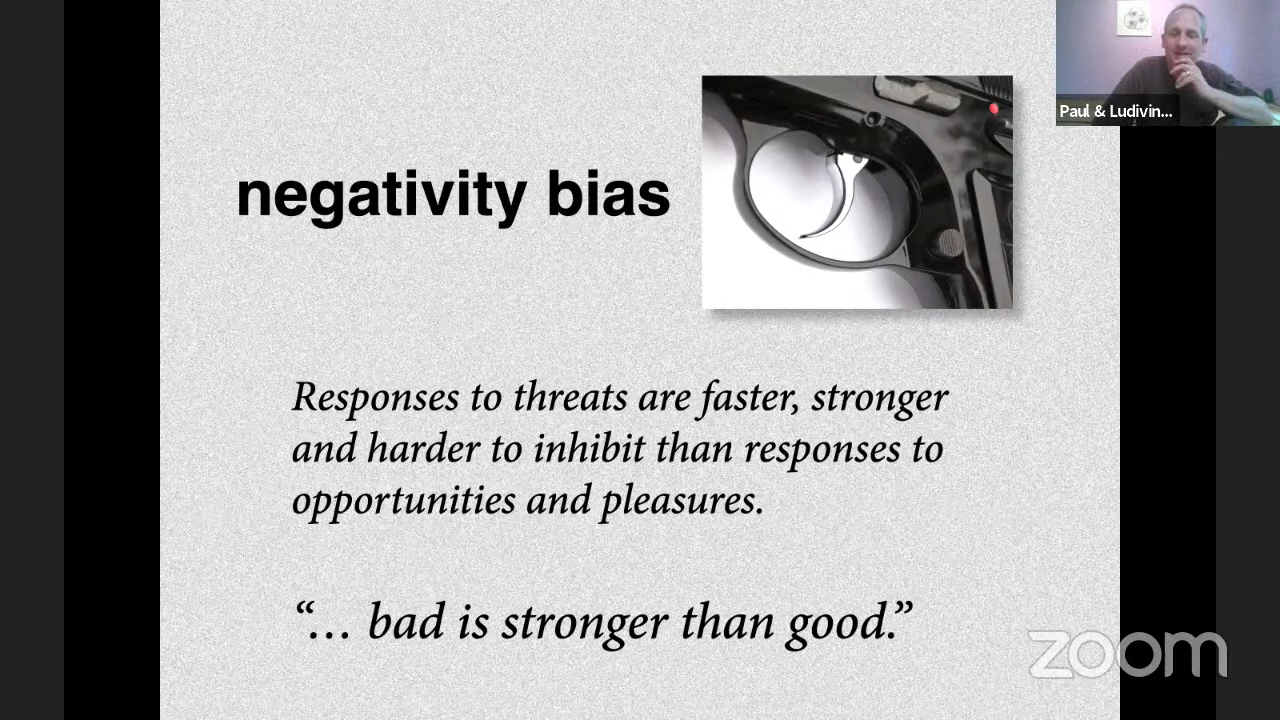 negativity bias
Paul & Ludivin...
Responses to threats are faster, stronger
and harder to inhibit than responses to
opportunities and pleasures.
“… bad is stronger than good.”
zoom